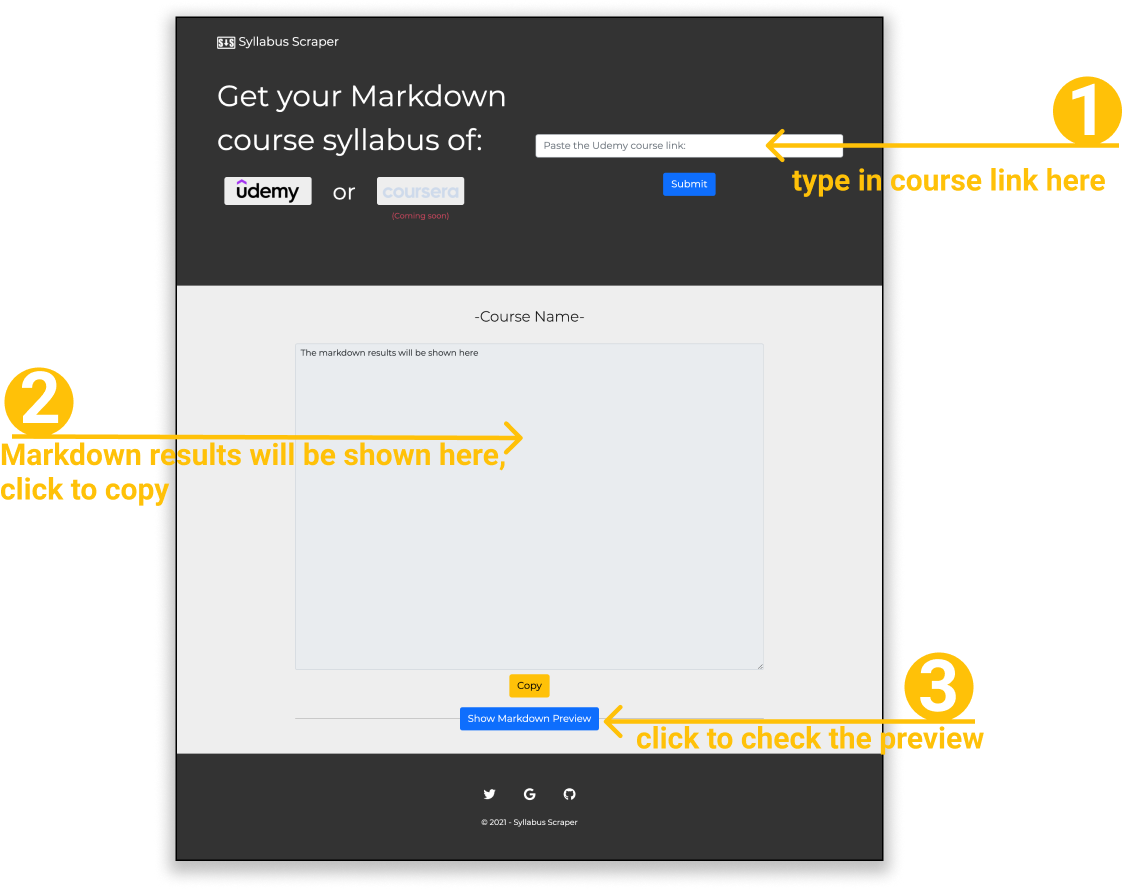 S↓S Syllabus Scraper
Get your Markdown
course syllabus of:
udemy or coursera
(Coming soon)
Paste the Udemy course link:
Submit
1
type in course link here
-Course Name-
The markdown results will be shown here
2
Markdown results will be shown here,
click to copy
Copy
Show Markdown Preview
3
click to check the preview
G
© 2021 - Syllabus Scraper